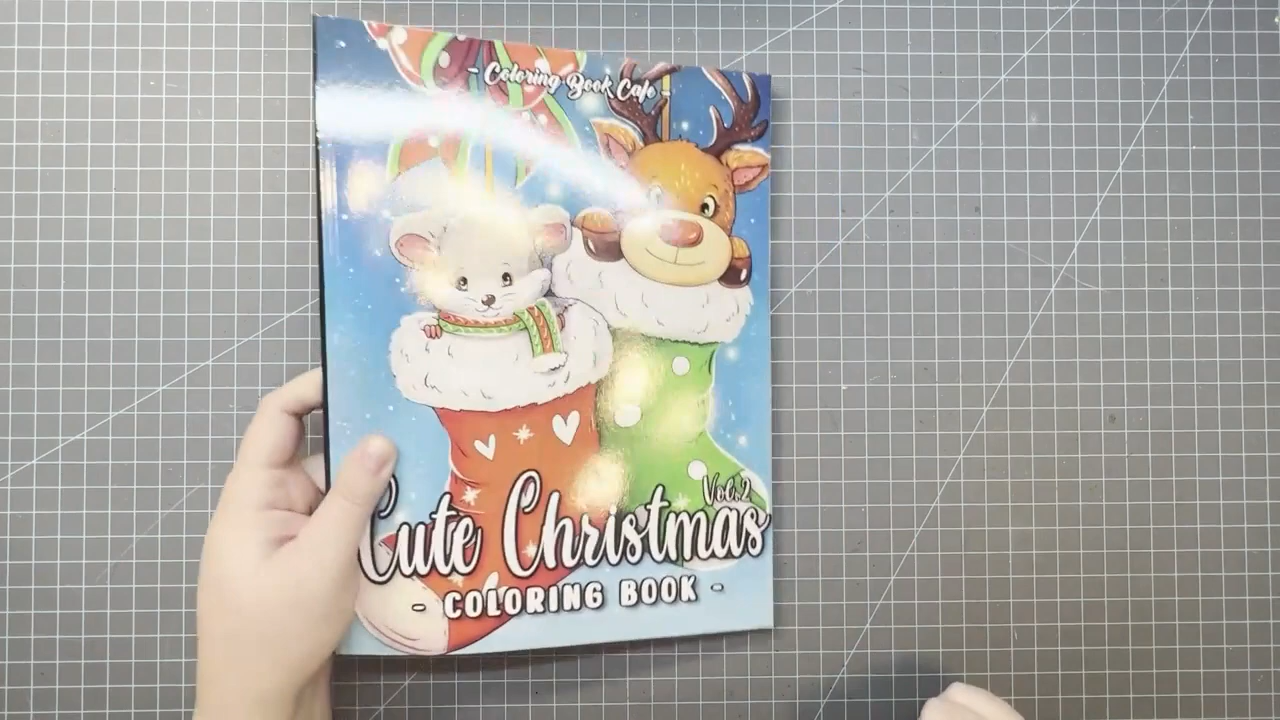 - Coloring Book Cafe -
Vol.2
Cute Christmas
- COLORING BOOK -